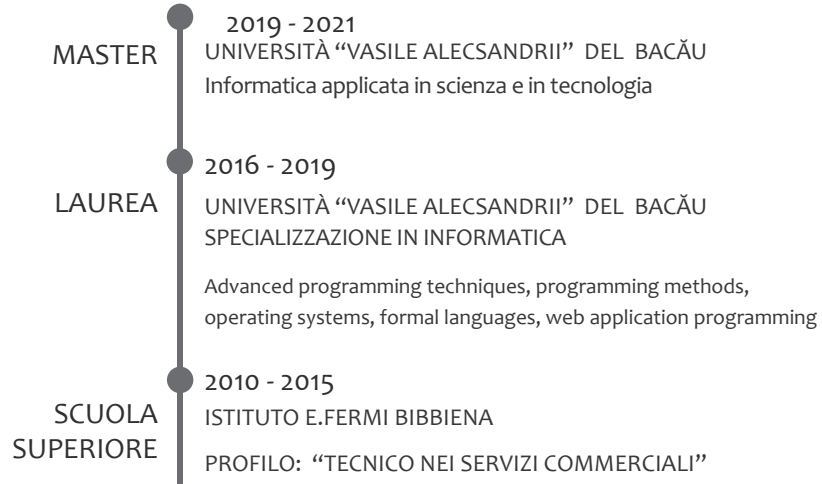 2019 - 2021
MASTER
UNIVERSITÀ “VASILE ALECSANDRII” DEL BACĂU
Informatica applicata in scienza e in tecnologia
2016 - 2019
LAUREA
UNIVERSITÀ “VASILE ALECSANDRII” DEL BACĂU
SPECIALIZZAZIONE IN INFORMATICA
Advanced programming techniques, programming methods,
operating systems, formal languages, web application programming
2010 - 2015
SCUOLA
SUPERIORE
ISTITUTO E.FERMI BIBBIENA
PROFILO: “TECNICO NEI SERVIZI COMMERCIALI”